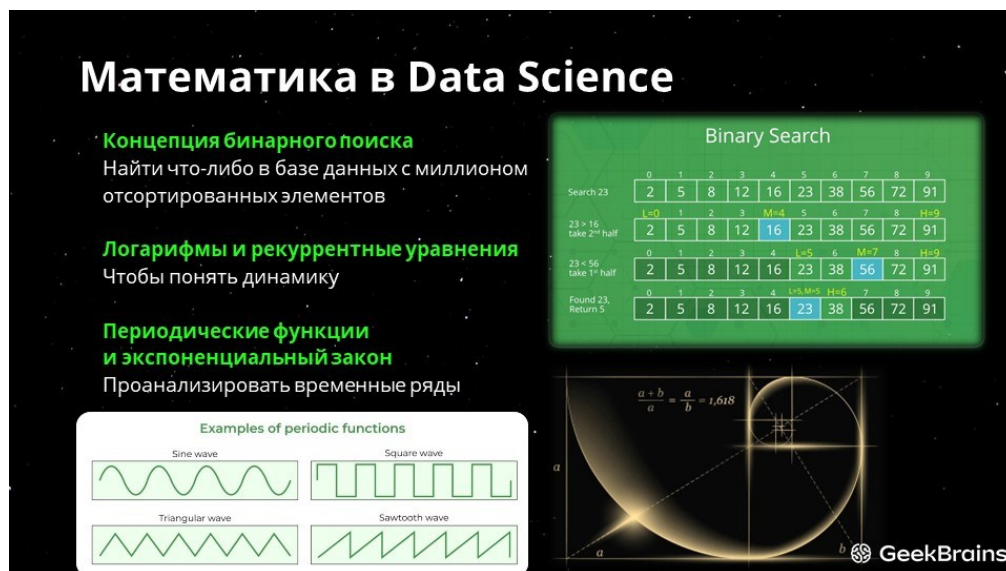 Математика в Data Science
Концепция бинарного поиска
Найти что-либо в базе данных с миллионом
отсортированных элементов
Логарифмы и рекуррентные уравнения
Чтобы понять динамику
Периодические функции
и экспоненциальный закон
Проанализировать временные ряды
Binary Search
0 1 2 3 4 5 6 7 8 9
Search 23 2 5 8 12 16 23 38 56 72 91
L=0 1 2 3 M=4 5 6 7 8 H=9
23 > 16
take 2nd half
2 5 8 12 16 23 38 56 72 91
0 1 2 3 4 L=5 6 M=7 8 H=9
23 < 56
take 1st half
2 5 8 12 16 23 38 56 72 91
0 1 2 3 4 L=5, M=5 H=6 7 8 9
Found 23,
Return 5
2 5 8 12 16 23 38 56 72 91
Examples of periodic functions
Sine wave Square wave
Triangular wave Sawtooth wave
a+b / a = a / b = 1,618
a
a
b
GeekBrains